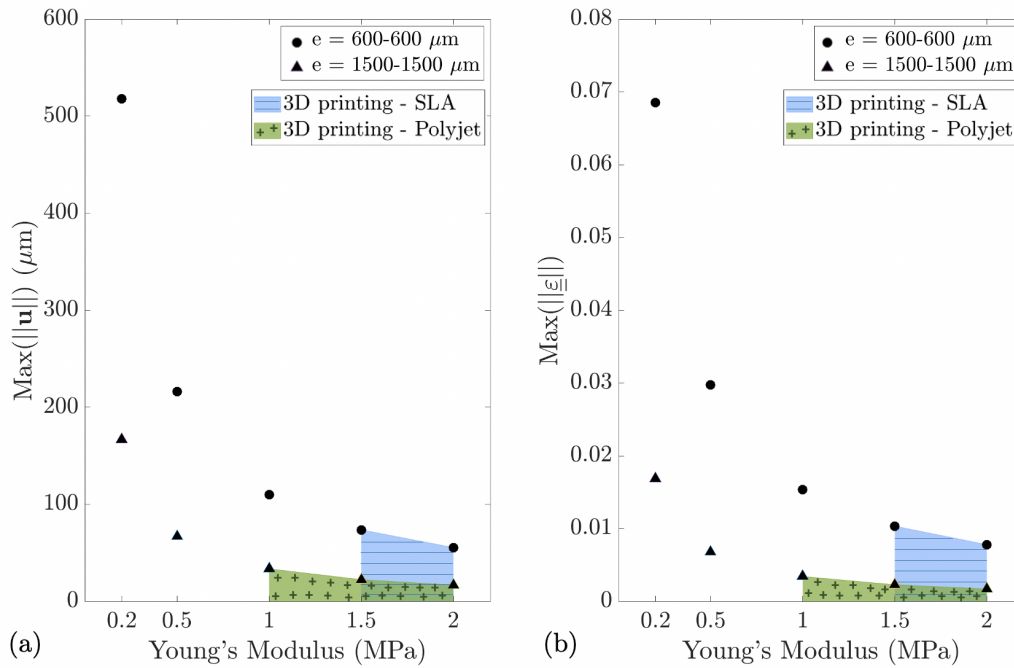 600
500
400
300
200
100
0
Max(||u||) (μm)
e = 600-600 μm
e = 1500-1500 μm
3D printing - SLA
3D printing - Polyjet
0.2 0.5 1 1.5 2
(a) Young's Modulus (MPa)
0.08
0.07
0.06
0.05
0.04
0.03
0.02
0.01
0
Max(||ε||)
e = 600-600 μm
e = 1500-1500 μm
3D printing - SLA
3D printing - Polyjet
0.2 0.5 1 1.5 2
(b) Young's Modulus (MPa)